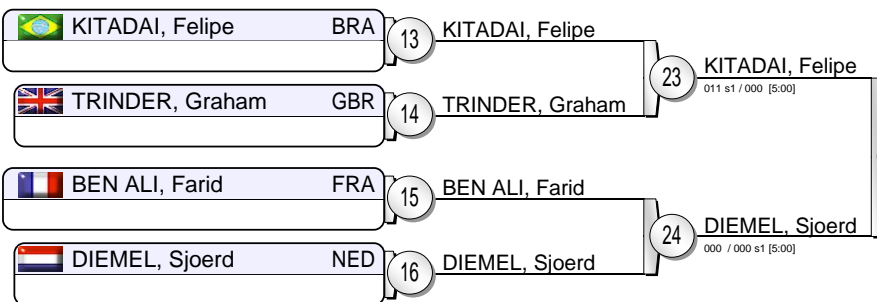 KITADAI, Felipe BRA
13
KITADAI, Felipe
23
KITADAI, Felipe
011 s1 / 000 [5:00]
TRINDER, Graham GBR
14
TRINDER, Graham
BEN ALI, Farid FRA
15
BEN ALI, Farid
24
DIEMEL, Sjoerd
000 / 000 s1 [5:00]
DIEMEL, Sjoerd NED
16
DIEMEL, Sjoerd